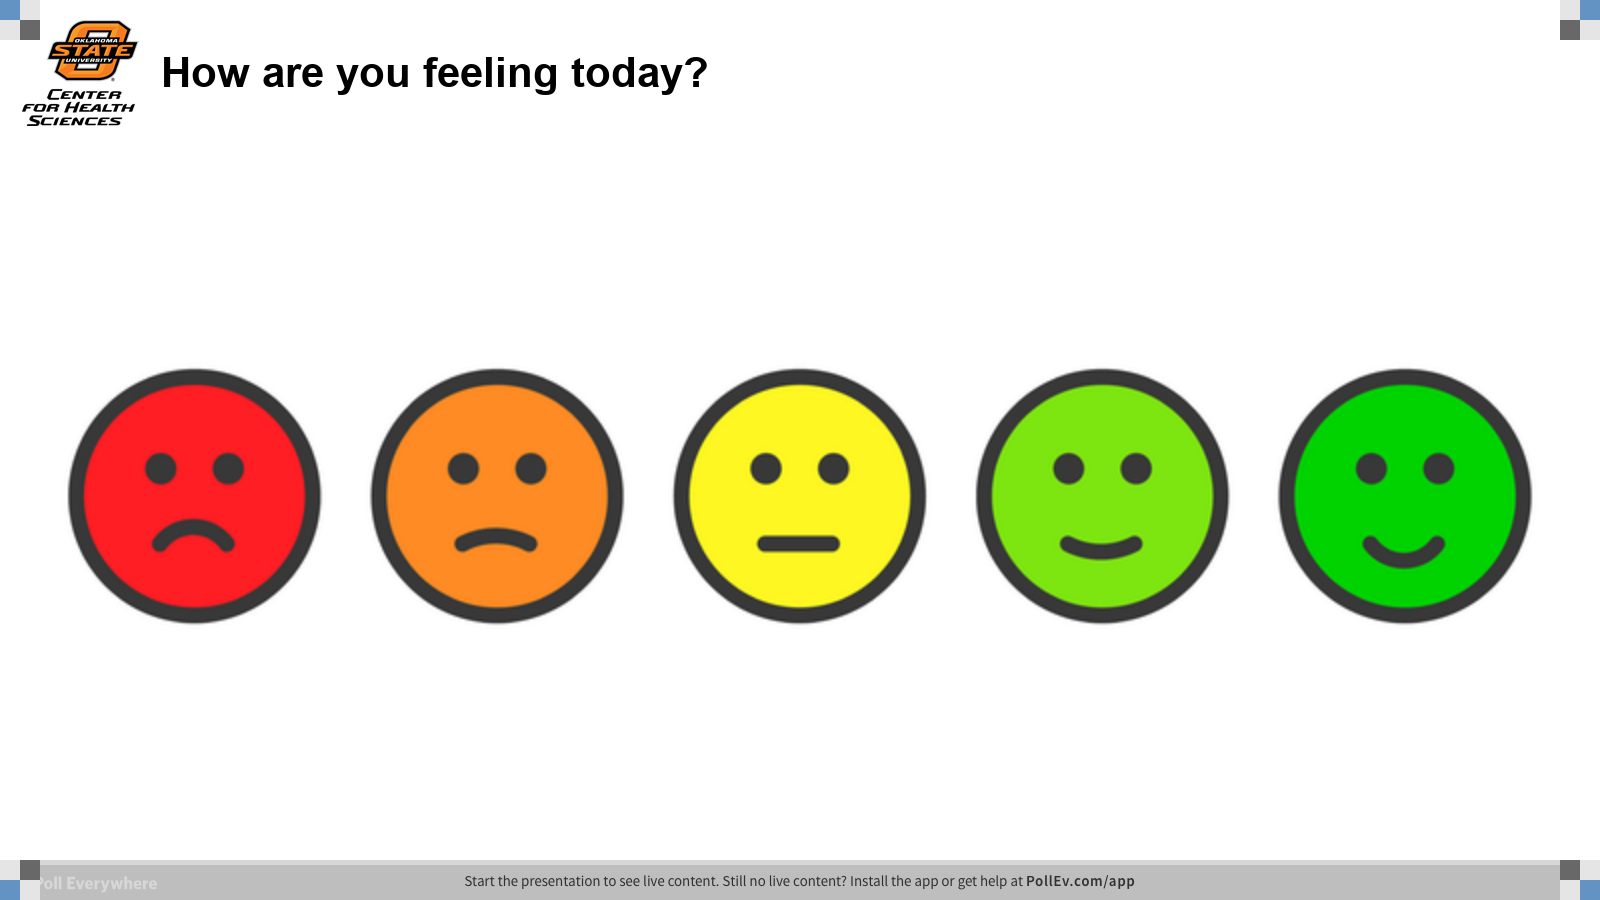 OKLAHOMA
STATE
UNIVERSITY
CENTER
FOR HEALTH
SCIENCES
How are you feeling today?
Poll Everywhere
Start the presentation to see live content. Still no live content? Install the app or get help at PollEv.com/app